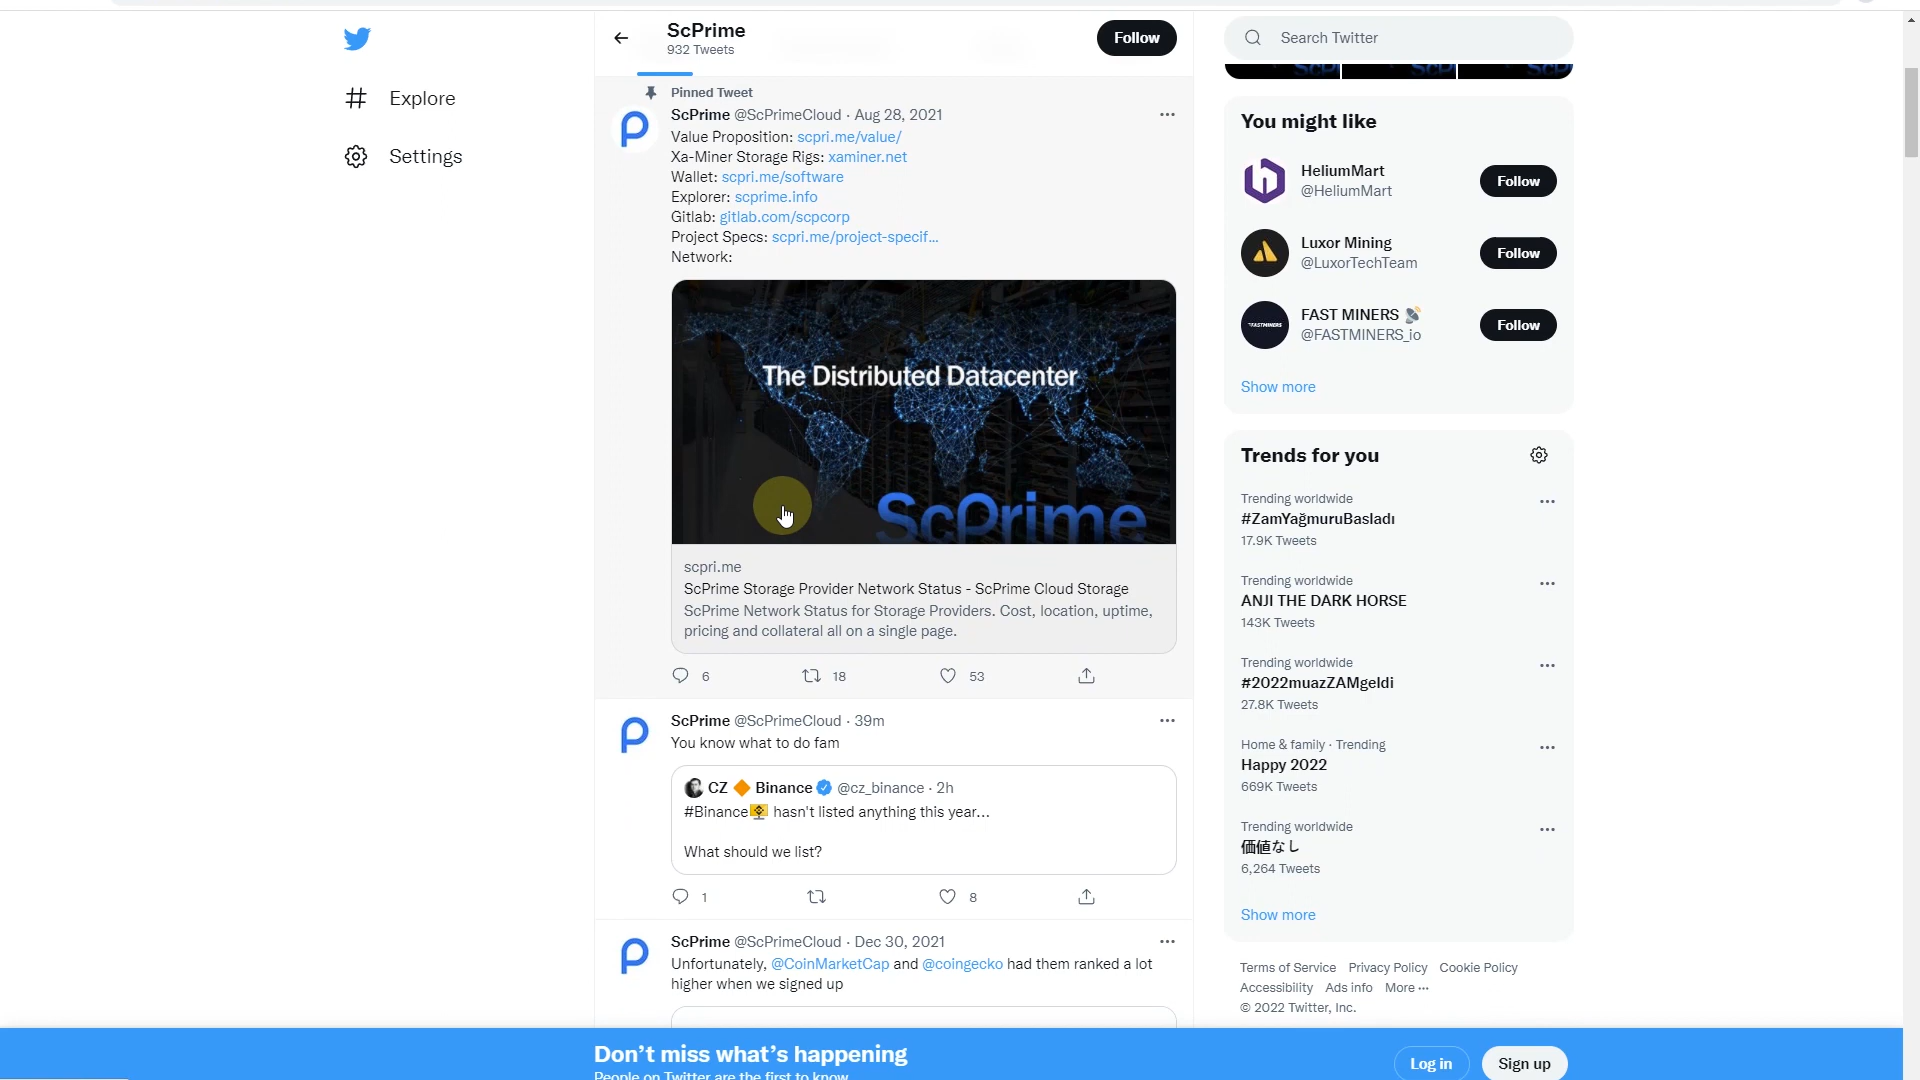 ScPrime
932 Tweets
Follow
Search Twitter
Explore
Settings
Pinned Tweet
ScPrime @ScPrimeCloud · Aug 28, 2021
Value Proposition: scpri.me/value/
Xa-Miner Storage Rigs: xaminer.net
Wallet: scpri.me/software
Explorer: scprime.info
Gitlab: gitlab.com/scpcorp
Project Specs: scpri.me/project-specif...
Network:
The Distributed Datacenter
ScPrime
scpri.me
ScPrime Storage Provider Network Status - ScPrime Cloud Storage
ScPrime Network Status for Storage Providers. Cost, location, uptime,
pricing and collateral all on a single page.
6
18
53
ScPrime @ScPrimeCloud · 39m
You know what to do fam
CZ 🔶 Binance @cz_binance · 2h
#Binance hasn't listed anything this year...
What should we list?
1
8
ScPrime @ScPrimeCloud · Dec 30, 2021
Unfortunately, @CoinMarketCap and @coingecko had them ranked a lot
higher when we signed up
You might like
HeliumMart
@HeliumMart
Follow
Luxor Mining
@LuxorTechTeam
Follow
FAST MINERS 📡
@FASTMINERS_io
Follow
Show more
Trends for you
Trending worldwide
#ZamYağmuruBasladı
17.9K Tweets
Trending worldwide
ANJI THE DARK HORSE
143K Tweets
Trending worldwide
#2022muazZAMgeldi
27.8K Tweets
Home & family · Trending
Happy 2022
669K Tweets
Trending worldwide
価値なし
6,264 Tweets
Show more
Terms of Service Privacy Policy Cookie Policy
Accessibility Ads info More ···
© 2022 Twitter, Inc.
Don't miss what's happening
People on Twitter are the first to know.
Log in
Sign up